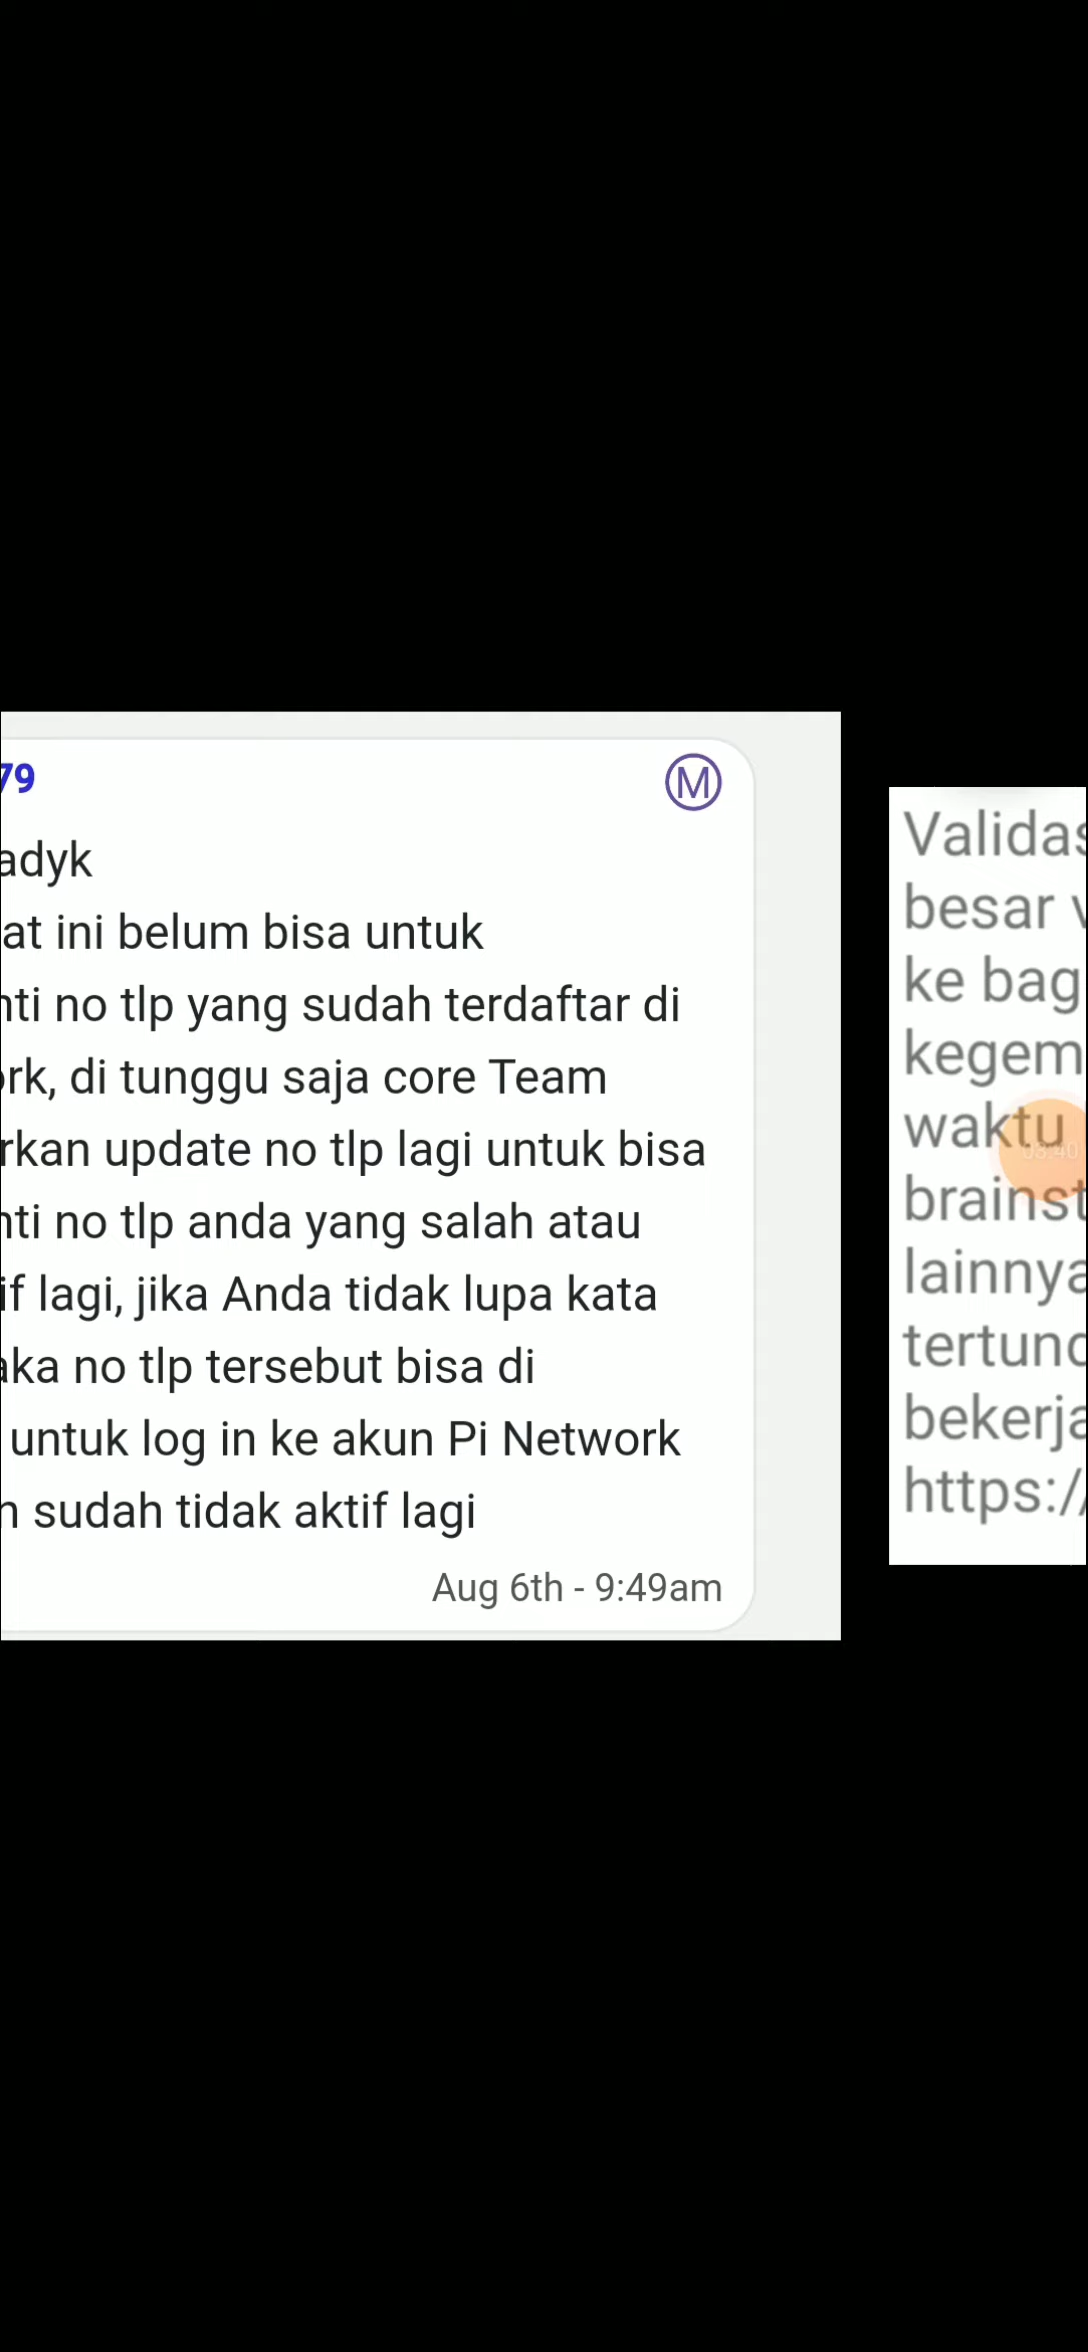 79
M
adyk
at ini belum bisa untuk
nti no tlp yang sudah terdaftar di
ork, di tunggu saja core Team
rkan update no tlp lagi untuk bisa
nti no tlp anda yang salah atau
if lagi, jika Anda tidak lupa kata
aka no tlp tersebut bisa di
untuk log in ke akun Pi Network
n sudah tidak aktif lagi
Aug 6th - 9:49am
Validas
besar v
ke bag
kegem
waktu
03:40
brainst
lainnya
tertund
bekerja
https://